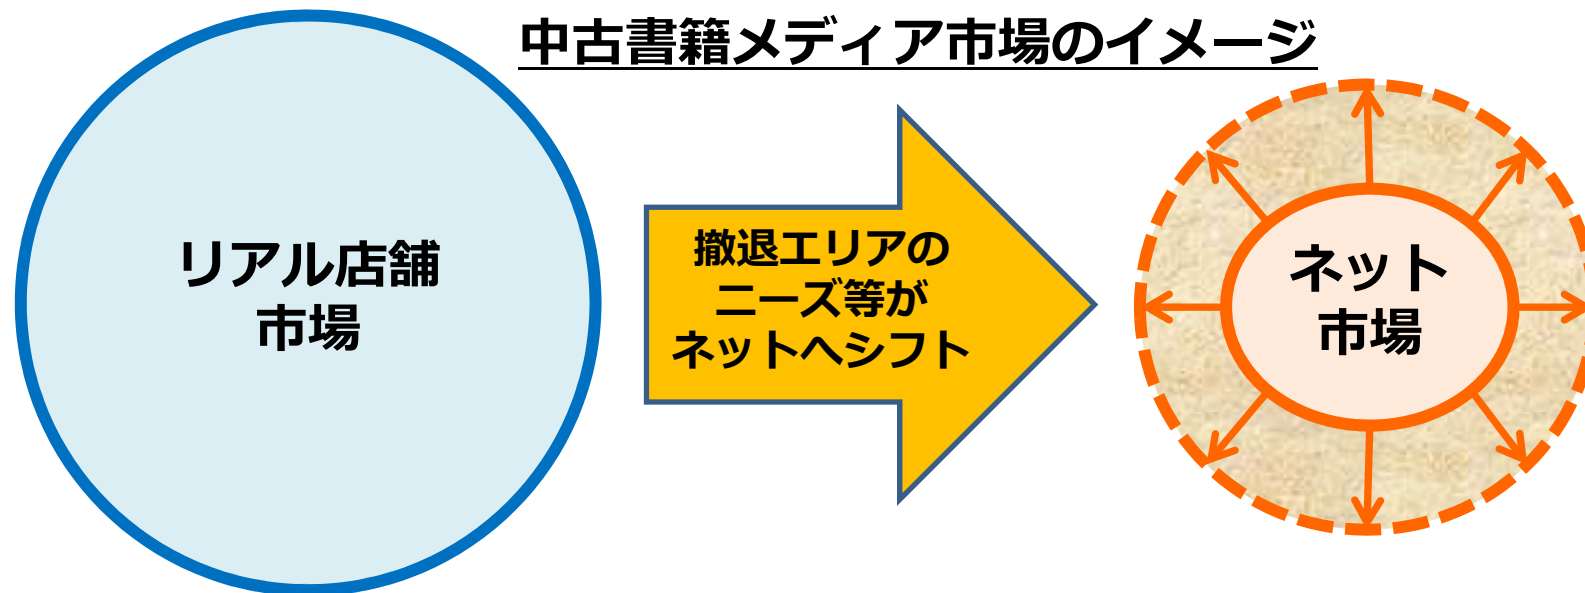 中古書籍メディア市場のイメージ
リアル店舗
市場
撤退エリアの
ニーズ等が
ネットへシフト
ネット
市場